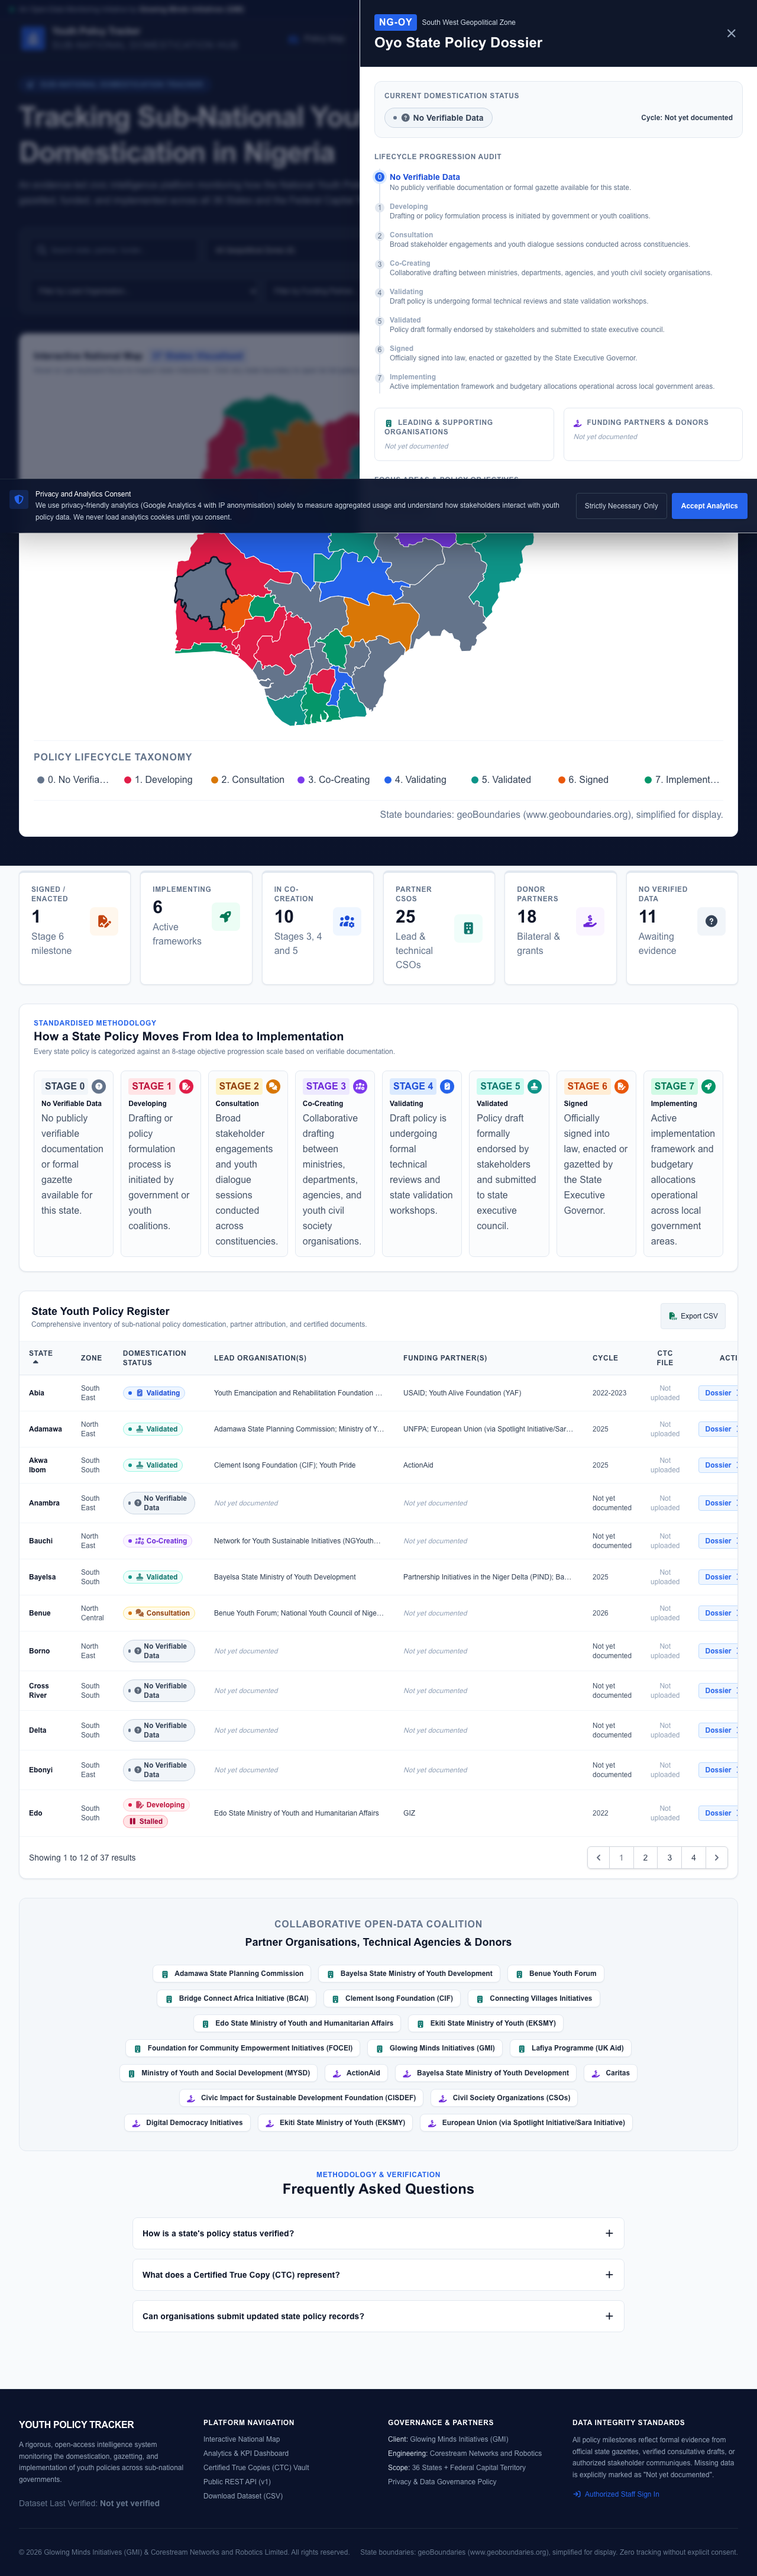 NG-OY South West Geopolitical Zone
Oyo State Policy Dossier
Youth Policy Tracker
Tracking Sub-National You
Domestication in Nigeria
CURRENT DOMESTICATION STATUS
No Verifiable Data
Cycle: Not yet documented
LIFECYCLE PROGRESSION AUDIT
0 No Verifiable Data
No publicly verifiable documentation or formal gazette available for this state.
1 Developing
Drafting or policy formulation process is initiated by government or youth coalitions.
2 Consultation
Broad stakeholder engagements and youth dialogue sessions conducted across constituencies.
3 Co-Creating
Collaborative drafting between ministries, departments, agencies, and youth civil society organisations.
4 Validating
Draft policy is undergoing formal technical reviews and state validation workshops.
5 Validated
Policy draft formally endorsed by stakeholders and submitted to state executive council.
6 Signed
Officially signed into law, enacted or gazetted by the State Executive Governor.
7 Implementing
Active implementation framework and budgetary allocations operational across local government areas.
LEADING & SUPPORTING
ORGANISATIONS
Not yet documented
FUNDING PARTNERS & DONORS
Not yet documented
Privacy and Analytics Consent
We use privacy-friendly analytics (Google Analytics 4 with IP anonymisation) solely to measure aggregated usage and understand how stakeholders interact with youth
policy data. We never load analytics cookies until you consent.
Strictly Necessary Only
Accept Analytics
POLICY LIFECYCLE TAXONOMY
0. No Verifia... 1. Developing 2. Consultation 3. Co-Creating 4. Validating 5. Validated 6. Signed 7. Implement...
State boundaries: geoBoundaries (www.geoboundaries.org), simplified for display.
SIGNED /
ENACTED
1
Stage 6
milestone
IMPLEMENTING
6
Active
frameworks
IN CO-
CREATION
10
Stages 3, 4
and 5
PARTNER
CSOS
25
Lead &
technical
CSOs
DONOR
PARTNERS
18
Bilateral &
grants
NO VERIFIED
DATA
11
Awaiting
evidence
STANDARDISED METHODOLOGY
How a State Policy Moves From Idea to Implementation
Every state policy is categorized against an 8-stage objective progression scale based on verifiable documentation.
STAGE 0
No Verifiable Data
No publicly
verifiable
documentation
or formal
gazette
available for
this state.
STAGE 1
Developing
Drafting or
policy
formulation
process is
initiated by
government or
youth
coalitions.
STAGE 2
Consultation
Broad
stakeholder
engagements
and youth
dialogue
sessions
conducted
across
constituencies.
STAGE 3
Co-Creating
Collaborative
drafting
between
ministries,
departments,
agencies, and
youth civil
society
organisations.
STAGE 4
Validating
Draft policy is
undergoing
formal
technical
reviews and
state validation
workshops.
STAGE 5
Validated
Policy draft
formally
endorsed by
stakeholders
and submitted
to state
executive
council.
STAGE 6
Signed
Officially
signed into
law, enacted or
gazetted by
the State
Executive
Governor.
STAGE 7
Implementing
Active
implementation
framework and
budgetary
allocations
operational
across local
government
areas.
State Youth Policy Register
Comprehensive inventory of sub-national policy domestication, partner attribution, and certified documents.
Export CSV
STATE ZONE DOMESTICATION STATUS LEAD ORGANISATION(S) FUNDING PARTNER(S) CYCLE CTC FILE ACTI
Abia South East Validating Youth Emancipation and Rehabilitation Foundation ... USAID; Youth Alive Foundation (YAF) 2022-2023 Not uploaded Dossier
Adamawa North East Validated Adamawa State Planning Commission; Ministry of Y... UNFPA; European Union (via Spotlight Initiative/Sar... 2025 Not uploaded Dossier
Akwa Ibom South South Validated Clement Isong Foundation (CIF); Youth Pride ActionAid 2025 Not uploaded Dossier
Anambra South East No Verifiable Data Not yet documented Not yet documented Not yet documented Not uploaded Dossier
Bauchi North East Co-Creating Network for Youth Sustainable Initiatives (NGYouth... Not yet documented Not yet documented Not uploaded Dossier
Bayelsa South South Validated Bayelsa State Ministry of Youth Development Partnership Initiatives in the Niger Delta (PIND); Ba... 2025 Not uploaded Dossier
Benue North Central Consultation Benue Youth Forum; National Youth Council of Nige... Not yet documented 2026 Not uploaded Dossier
Borno North East No Verifiable Data Not yet documented Not yet documented Not yet documented Not uploaded Dossier
Cross River South South No Verifiable Data Not yet documented Not yet documented Not yet documented Not uploaded Dossier
Delta South South No Verifiable Data Not yet documented Not yet documented Not yet documented Not uploaded Dossier
Ebonyi South East No Verifiable Data Not yet documented Not yet documented Not yet documented Not uploaded Dossier
Edo South South Developing Stalled Edo State Ministry of Youth and Humanitarian Affairs GIZ 2022 Not uploaded Dossier
Showing 1 to 12 of 37 results
1 2 3 4
COLLABORATIVE OPEN-DATA COALITION
Partner Organisations, Technical Agencies & Donors
Adamawa State Planning Commission Bayelsa State Ministry of Youth Development Benue Youth Forum
Bridge Connect Africa Initiative (BCAI) Clement Isong Foundation (CIF) Connecting Villages Initiatives
Edo State Ministry of Youth and Humanitarian Affairs Ekiti State Ministry of Youth (EKSMY)
Foundation for Community Empowerment Initiatives (FOCEI) Glowing Minds Initiatives (GMI) Lafiya Programme (UK Aid)
Ministry of Youth and Social Development (MYSD) ActionAid Bayelsa State Ministry of Youth Development Caritas
Civic Impact for Sustainable Development Foundation (CISDEF) Civil Society Organizations (CSOs)
Digital Democracy Initiatives Ekiti State Ministry of Youth (EKSMY) European Union (via Spotlight Initiative/Sara Initiative)
METHODOLOGY & VERIFICATION
Frequently Asked Questions
How is a state's policy status verified? +
What does a Certified True Copy (CTC) represent? +
Can organisations submit updated state policy records? +
YOUTH POLICY TRACKER
A rigorous, open-access intelligence system
monitoring the domestication, gazetting, and
implementation of youth policies across sub-national
governments.
Dataset Last Verified: Not yet verified
PLATFORM NAVIGATION
Interactive National Map
Analytics & KPI Dashboard
Certified True Copies (CTC) Vault
Public REST API (v1)
Download Dataset (CSV)
GOVERNANCE & PARTNERS
Client: Glowing Minds Initiatives (GMI)
Engineering: Corestream Networks and Robotics
Scope: 36 States + Federal Capital Territory
Privacy & Data Governance Policy
DATA INTEGRITY STANDARDS
All policy milestones reflect formal evidence from
official state gazettes, verified consultative drafts, or
authorized stakeholder communiques. Missing data
is explicitly marked as "Not yet documented".
Authorized Staff Sign In
© 2026 Glowing Minds Initiatives (GMI) & Corestream Networks and Robotics Limited. All rights reserved.
State boundaries: geoBoundaries (www.geoboundaries.org), simplified for display. Zero tracking without explicit consent.